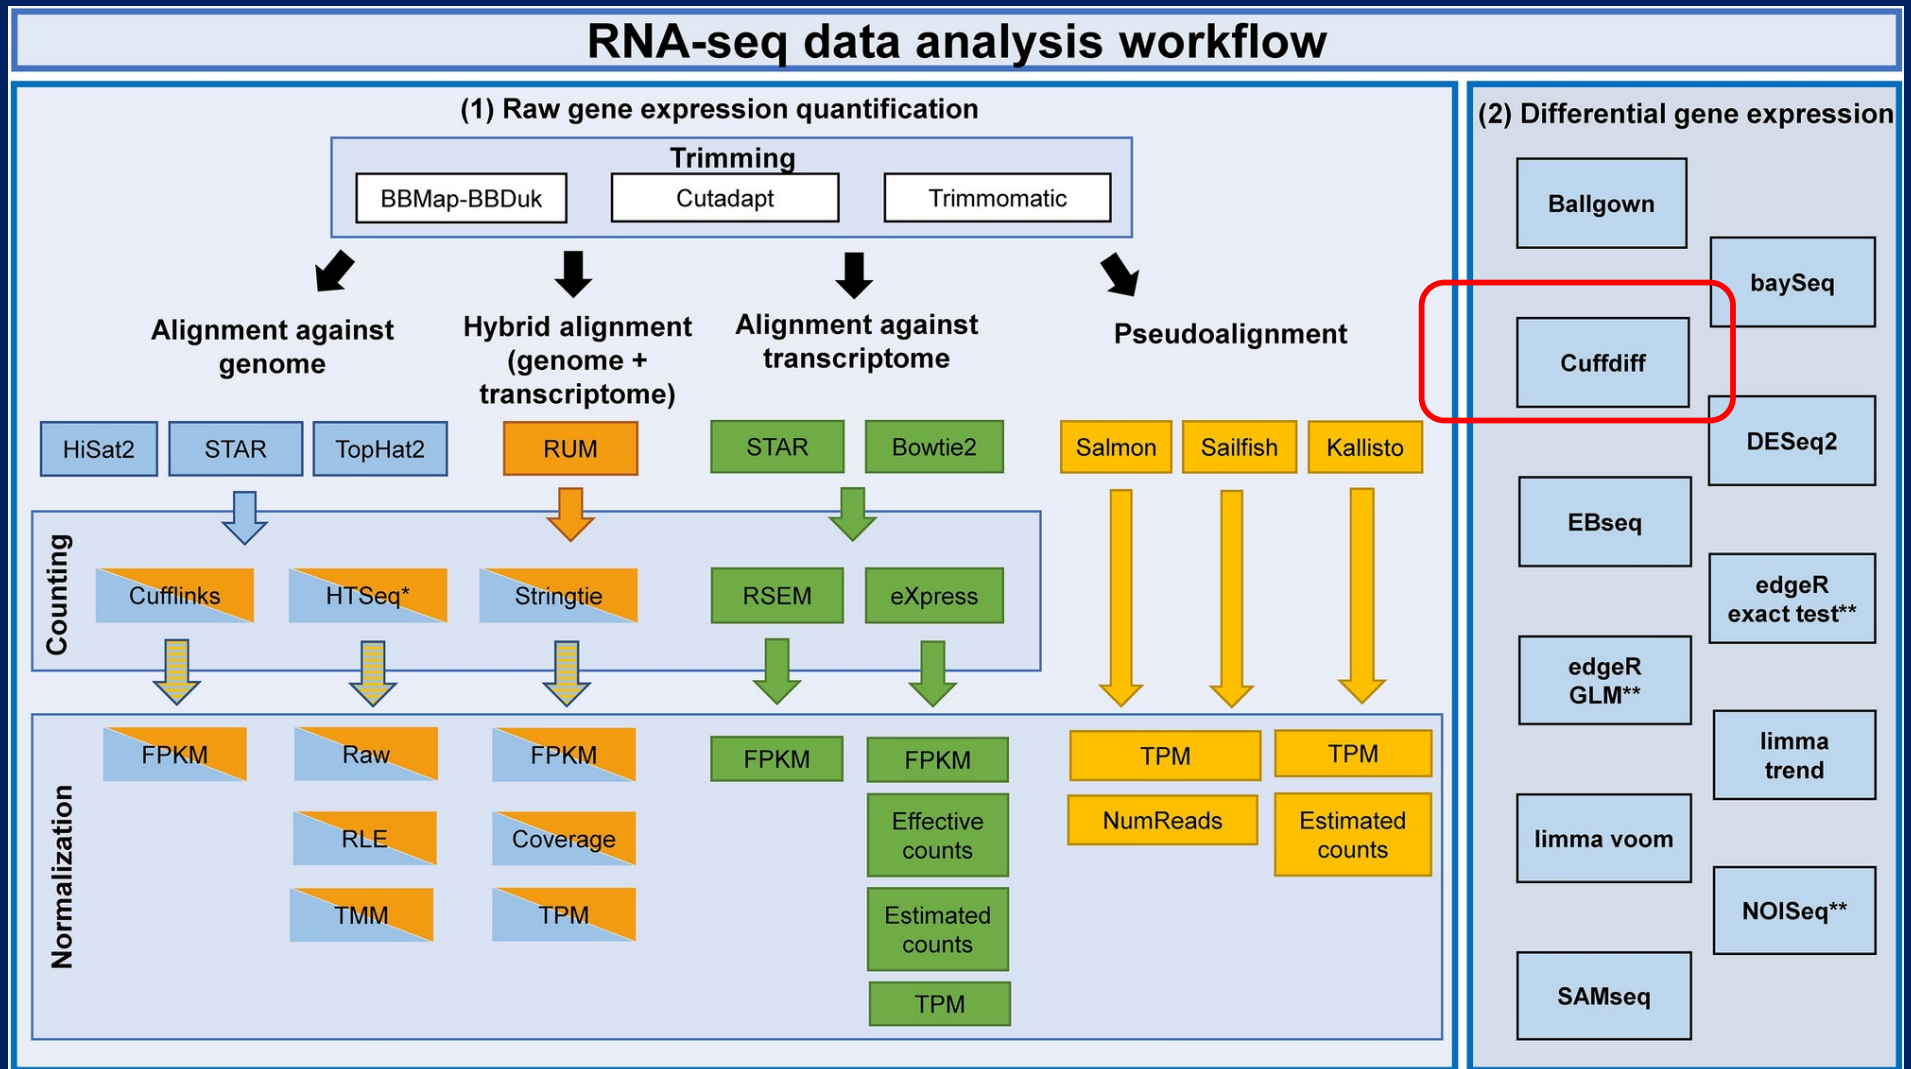 RNA-seq data analysis workflow
(1) Raw gene expression quantification
Trimming
BBMap-BBDuk
Cutadapt
Trimmomatic
Alignment against
genome
Hybrid alignment
(genome +
transcriptome)
Alignment against
transcriptome
Pseudoalignment
HiSat2
STAR
TopHat2
RUM
STAR
Bowtie2
Salmon
Sailfish
Kallisto
Counting
Cufflinks
HTSeq*
Stringtie
RSEM
eXpress
Normalization
FPKM
Raw
RLE
TMM
FPKM
Coverage
TPM
FPKM
FPKM
Effective
counts
Estimated
counts
TPM
TPM
NumReads
TPM
Estimated
counts
(2) Differential gene expression
Ballgown
baySeq
Cuffdiff
DESeq2
EBseq
edgeR
exact test**
edgeR
GLM**
limma
trend
limma voom
NOISeq**
SAMseq